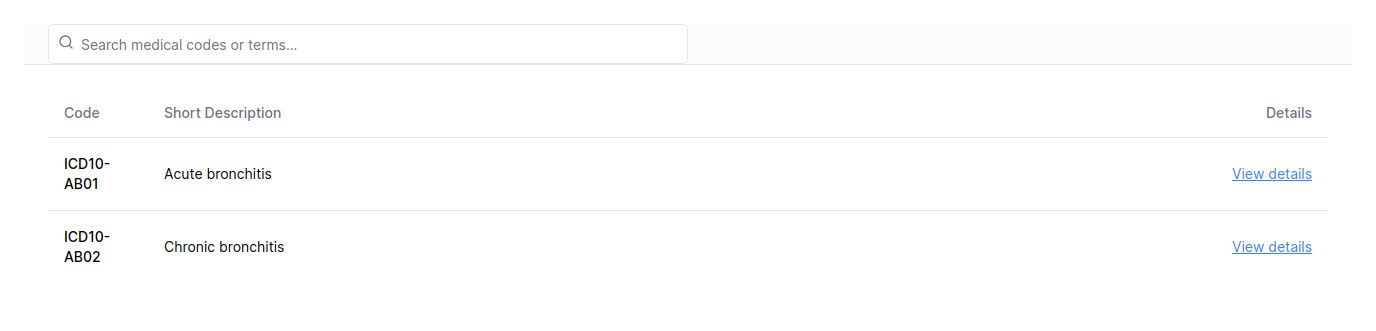 Search medical codes or terms...
Code Short Description Details
ICD10-
AB01 Acute bronchitis View details
ICD10-
AB02 Chronic bronchitis View details